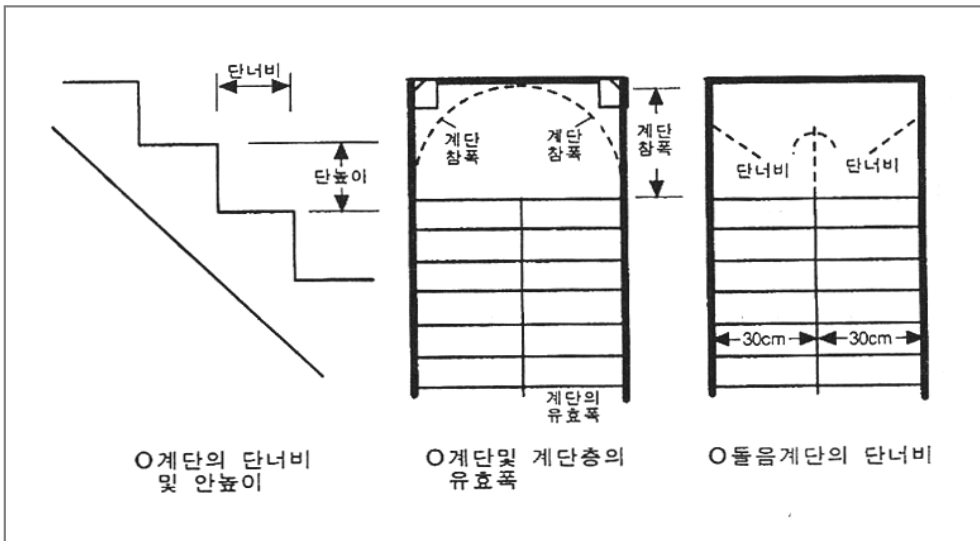 단너비
단높이
계단
참폭
계단
참폭
계단
참폭
계단의
유효폭
단너비
단너비
30cm
30cm
O계단의 단너비
및 안높이
O계단및 계단층의
유효폭
O돌음계단의 단너비